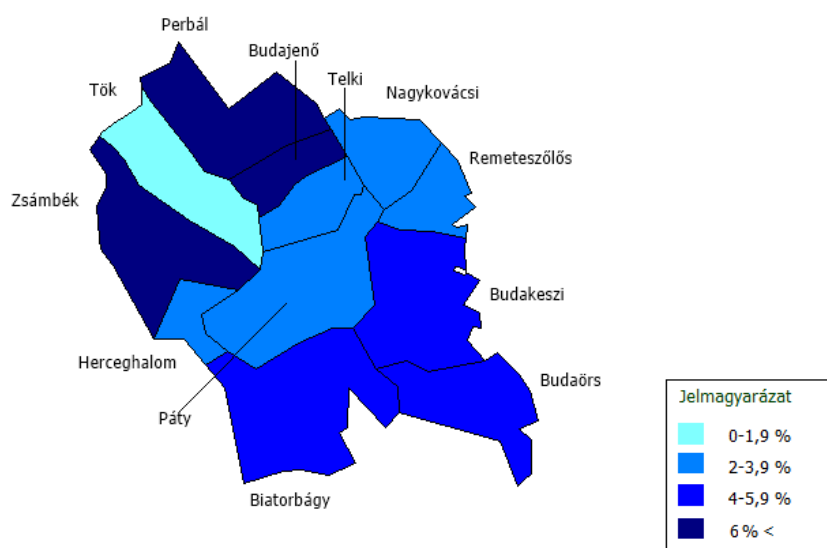 Perbál
Budajenő
Telki
Tök
Nagykovácsi
Remeteszőlős
Zsámbék
Budakeszi
Herceghalom
Budaörs
Páty
Biatorbágy
Jelmagyarázat
0-1,9 %
2-3,9 %
4-5,9 %
6 % <